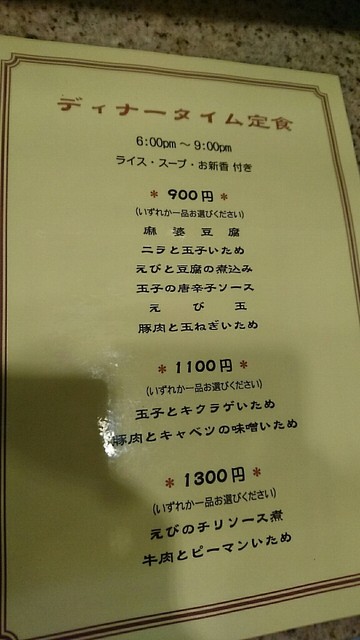 ディナータイム定食
6:00pm ～ 9:00pm
ライス・スープ・お新香 付き
* 900円 *
(いずれか一品お選びください)
麻 婆 豆 腐
ニラと玉子いため
えびと豆腐の煮込み
玉子の唐辛子ソース
え び 玉
豚肉と玉ねぎいため
* 1100円 *
(いずれか一品お選びください)
玉子とキクラゲいため
豚肉とキャベツの味噌いため
* 1300円 *
(いずれか一品お選びください)
えびのチリソース煮
牛肉とピーマンいため